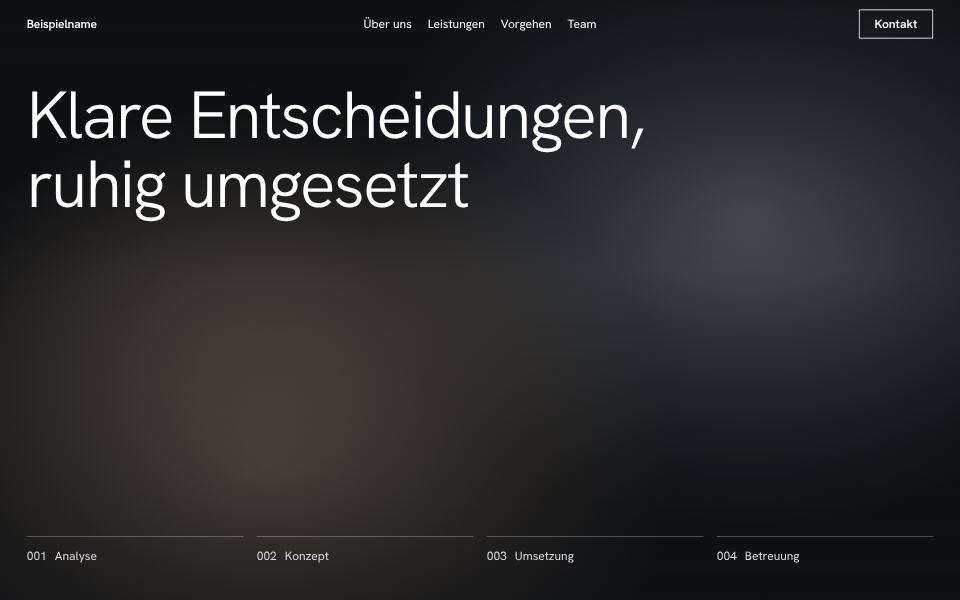 Beispielname
Über uns Leistungen Vorgehen Team
Kontakt
Klare Entscheidungen,
ruhig umgesetzt
001 Analyse
002 Konzept
003 Umsetzung
004 Betreuung